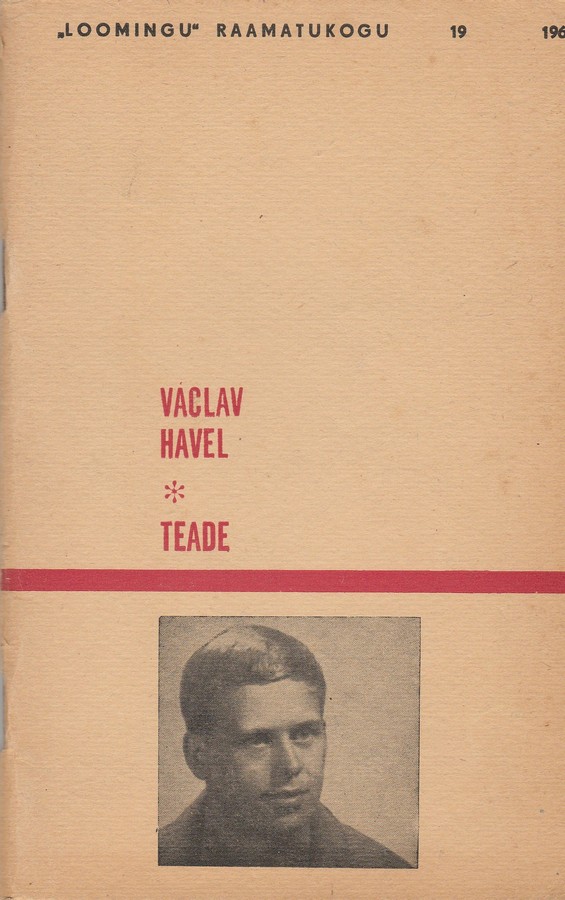 „LOOMINGU“ RAAMATUKOGU 19 196
VÁCLAV
HAVEL
*
TEADE